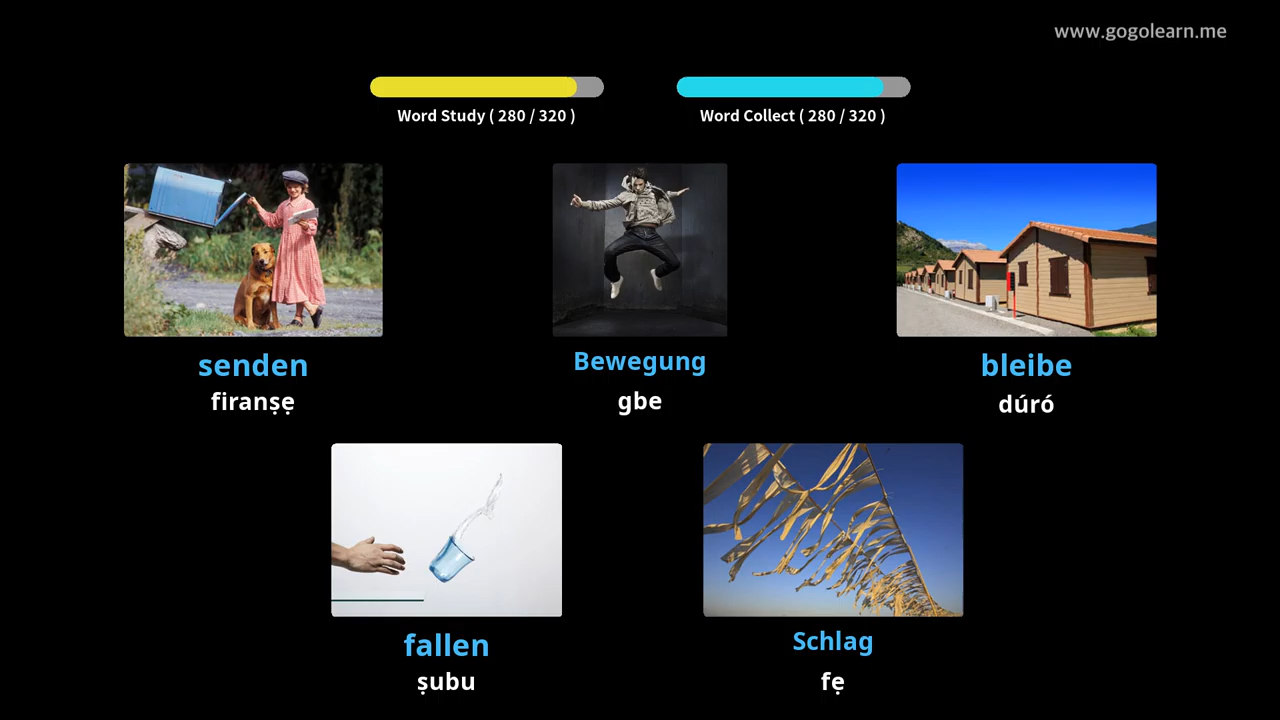 www.gogolearn.me
Word Study ( 280 / 320 )
Word Collect ( 280 / 320 )
senden
firanṣẹ
Bewegung
gbe
bleibe
dúró
fallen
ṣubu
Schlag
fẹ